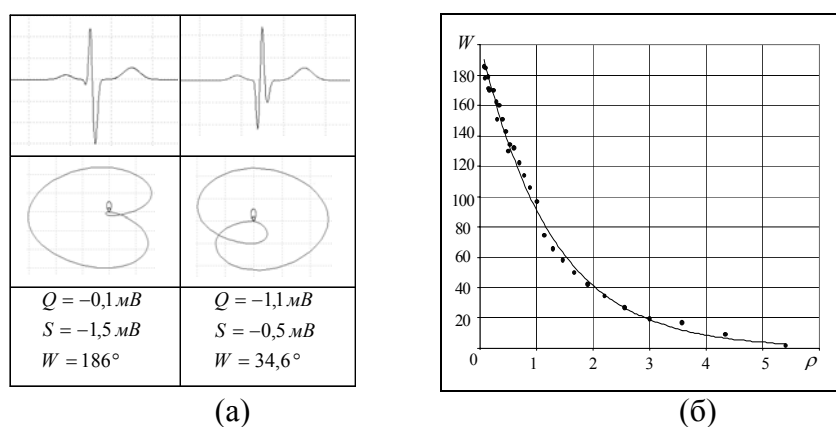 Q = −0,1 мВ
S = −1,5 мВ
W = 186°
Q = −1,1 мВ
S = −0,5 мВ
W = 34,6°
(а)
W
180
160
140
120
100
80
60
40
20
0 1 2 3 4 5 ρ
(б)